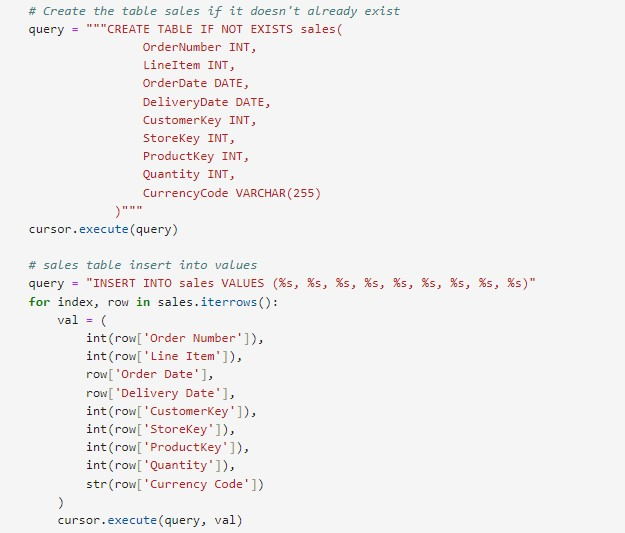 # Create the table sales if it doesn't already exist
query = """CREATE TABLE IF NOT EXISTS sales(
OrderNumber INT,
LineItem INT,
OrderDate DATE,
DeliveryDate DATE,
CustomerKey INT,
StoreKey INT,
ProductKey INT,
Quantity INT,
CurrencyCode VARCHAR(255)
)"""
cursor.execute(query)
# sales table insert into values
query = "INSERT INTO sales VALUES (%s, %s, %s, %s, %s, %s, %s, %s, %s)"
for index, row in sales.iterrows():
val = (
int(row['Order Number']),
int(row['Line Item']),
row['Order Date'],
row['Delivery Date'],
int(row['CustomerKey']),
int(row['StoreKey']),
int(row['ProductKey']),
int(row['Quantity']),
str(row['Currency Code'])
)
cursor.execute(query, val)